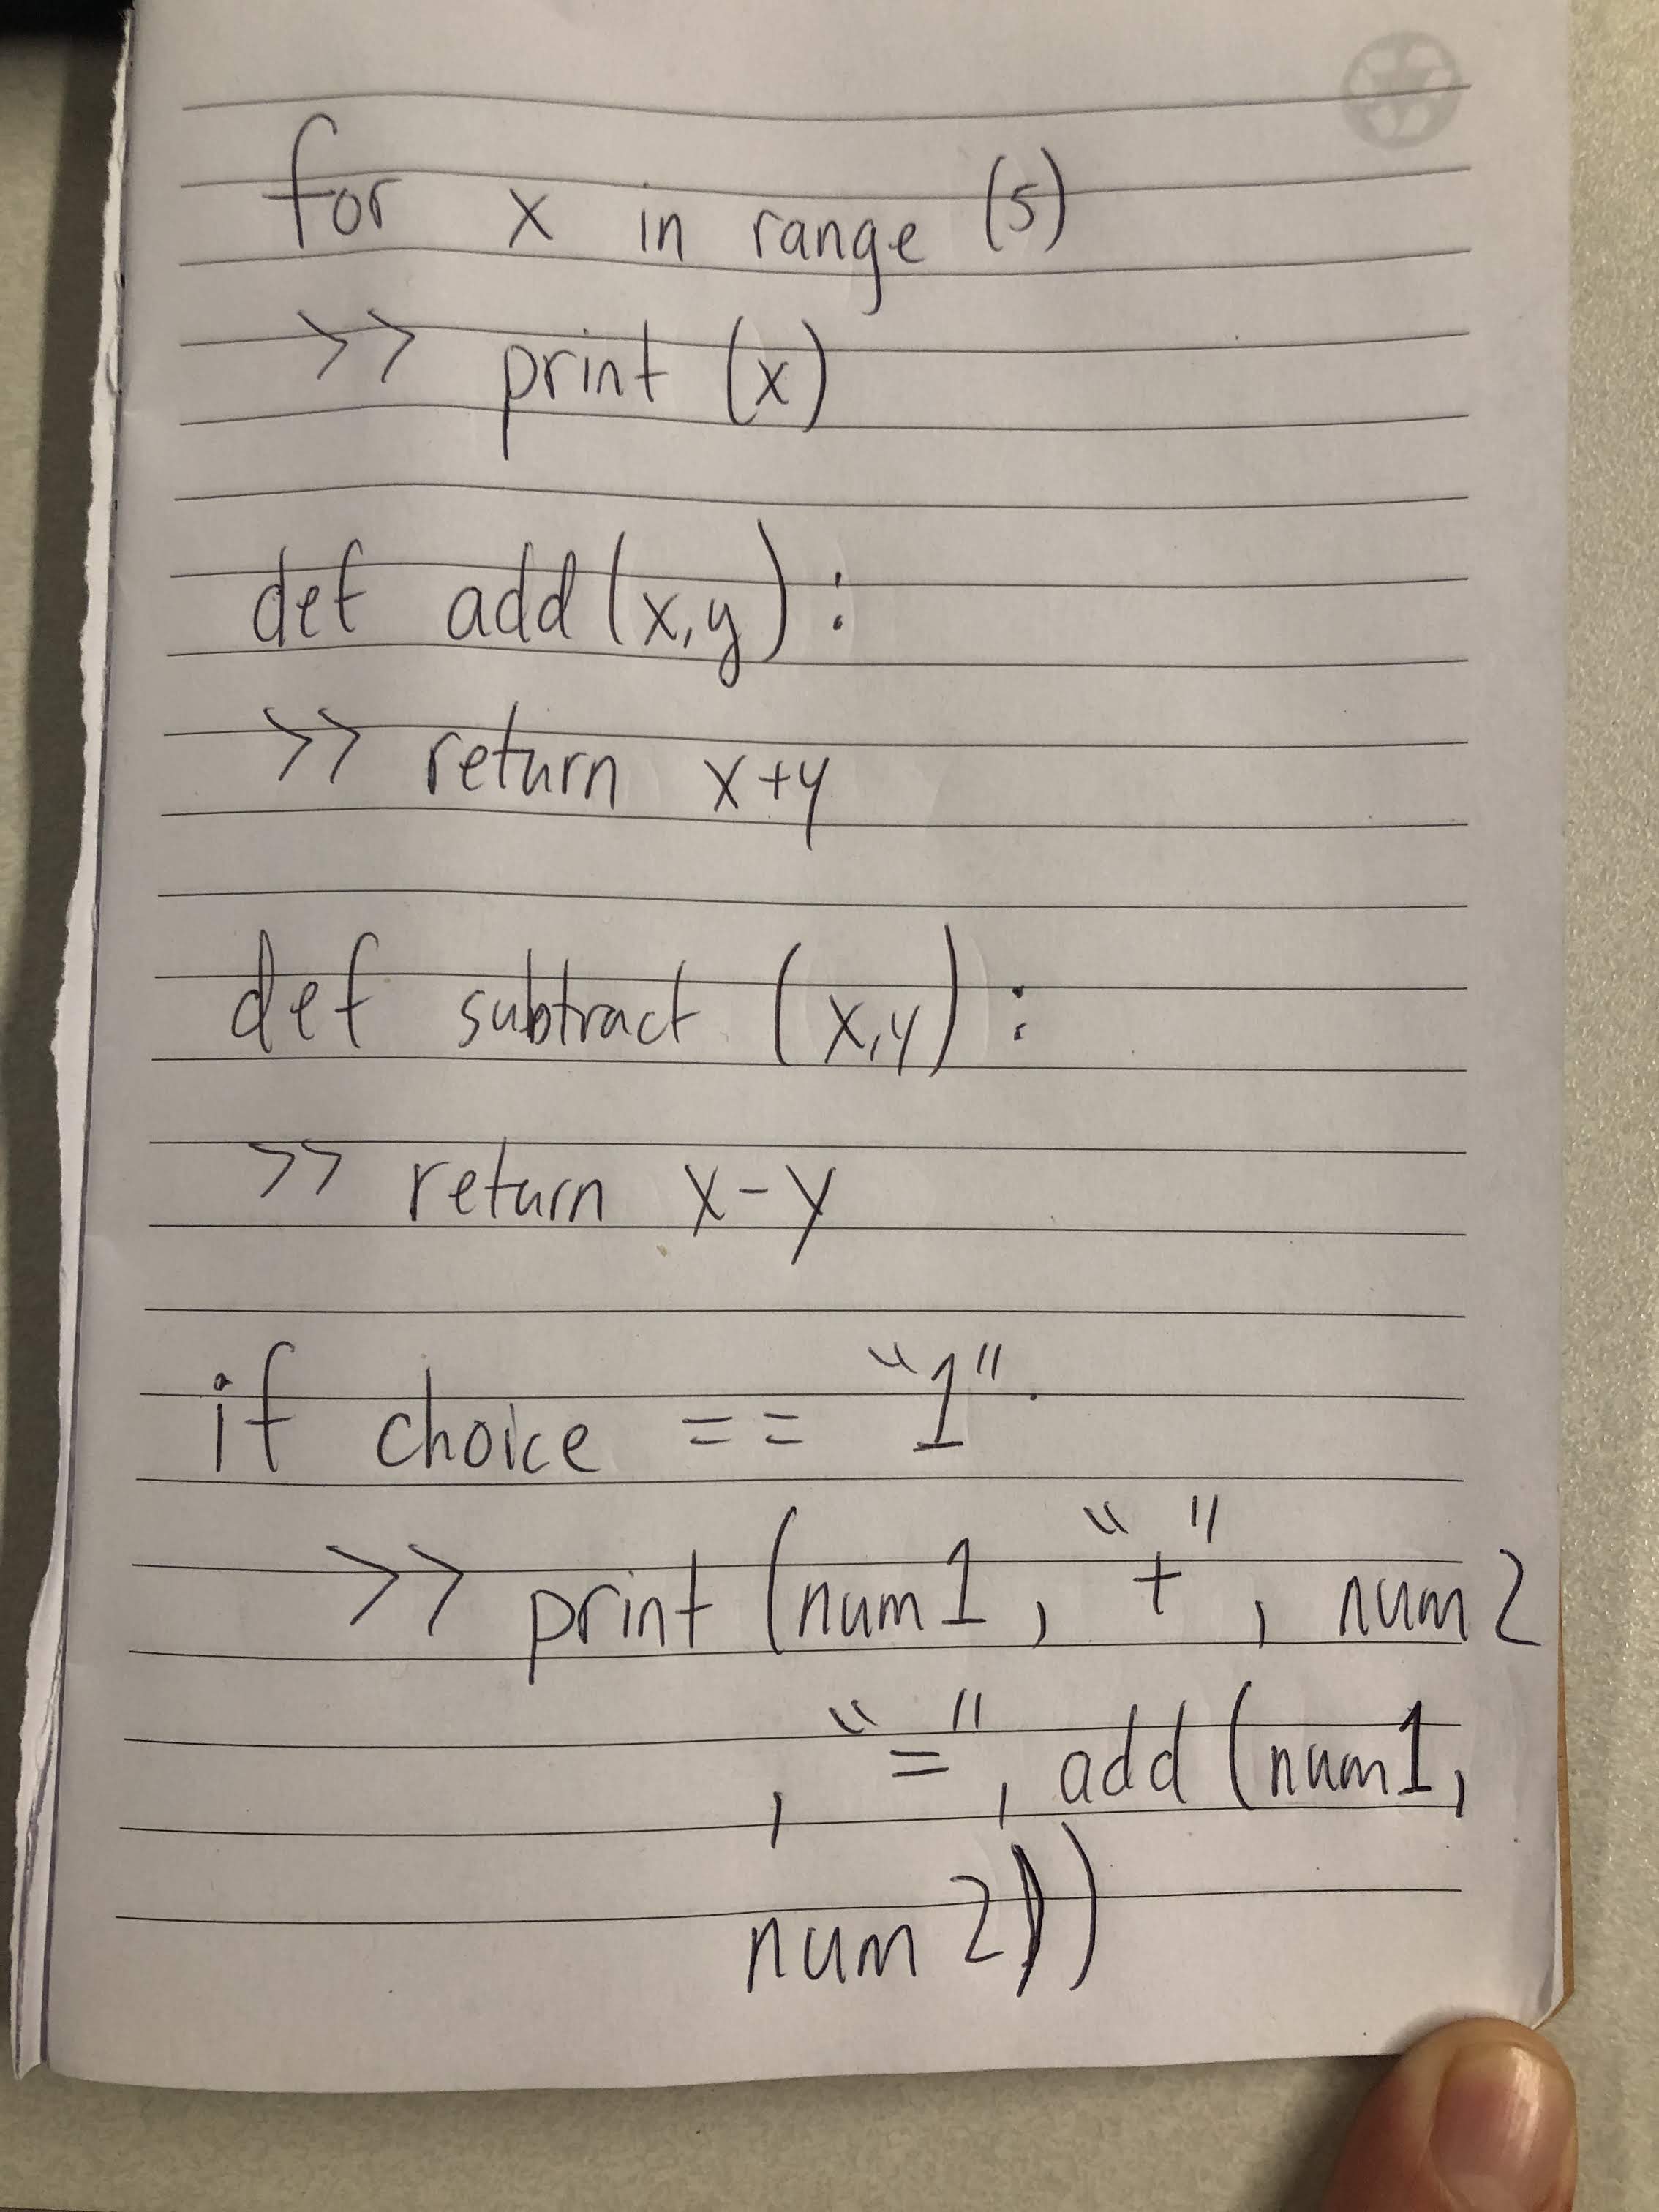 for x in range (5)
>> print (x)
def add (x,y) :
>> return x+y
def subtract (x,y) :
>> return x-y
if choice == "1".
>> print (num1, "+", num2
, "=", add (num1,
num2))